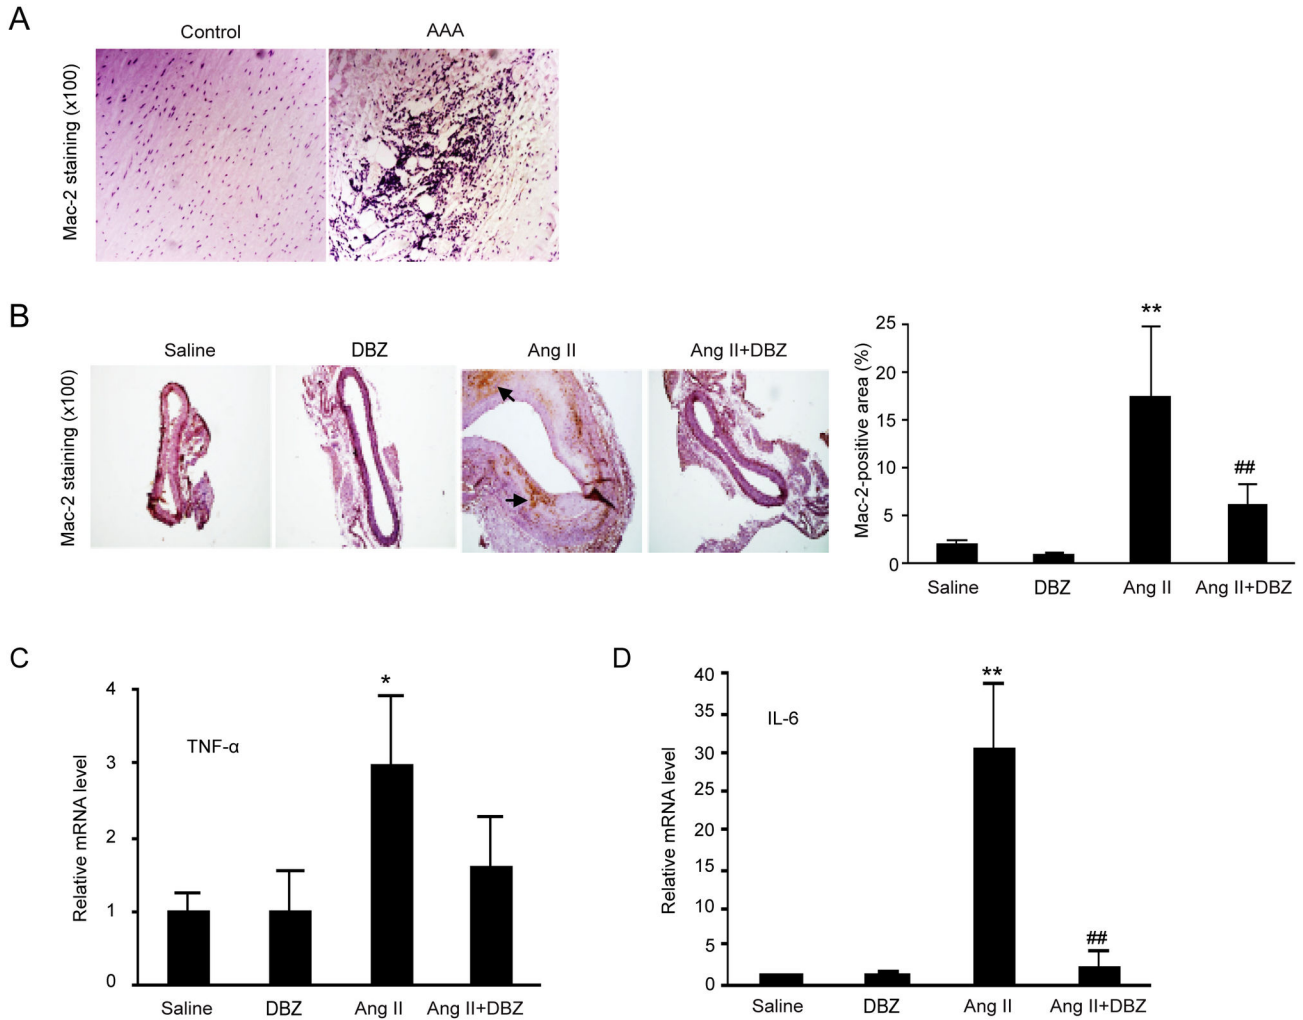 A
Control
AAA
Mac-2 staining (x100)
B
Saline
DBZ
Ang II
Ang II+DBZ
Mac-2 staining (x100)
Mac-2-positive area (%)
25
20
15
10
5
0
**
##
Saline
DBZ
Ang II
Ang II+DBZ
C
TNF-α
Relative mRNA level
4
3
2
1
0
*
Saline
DBZ
Ang II
Ang II+DBZ
D
IL-6
Relative mRNA level
40
35
30
25
20
15
10
5
0
**
##
Saline
DBZ
Ang II
Ang II+DBZ